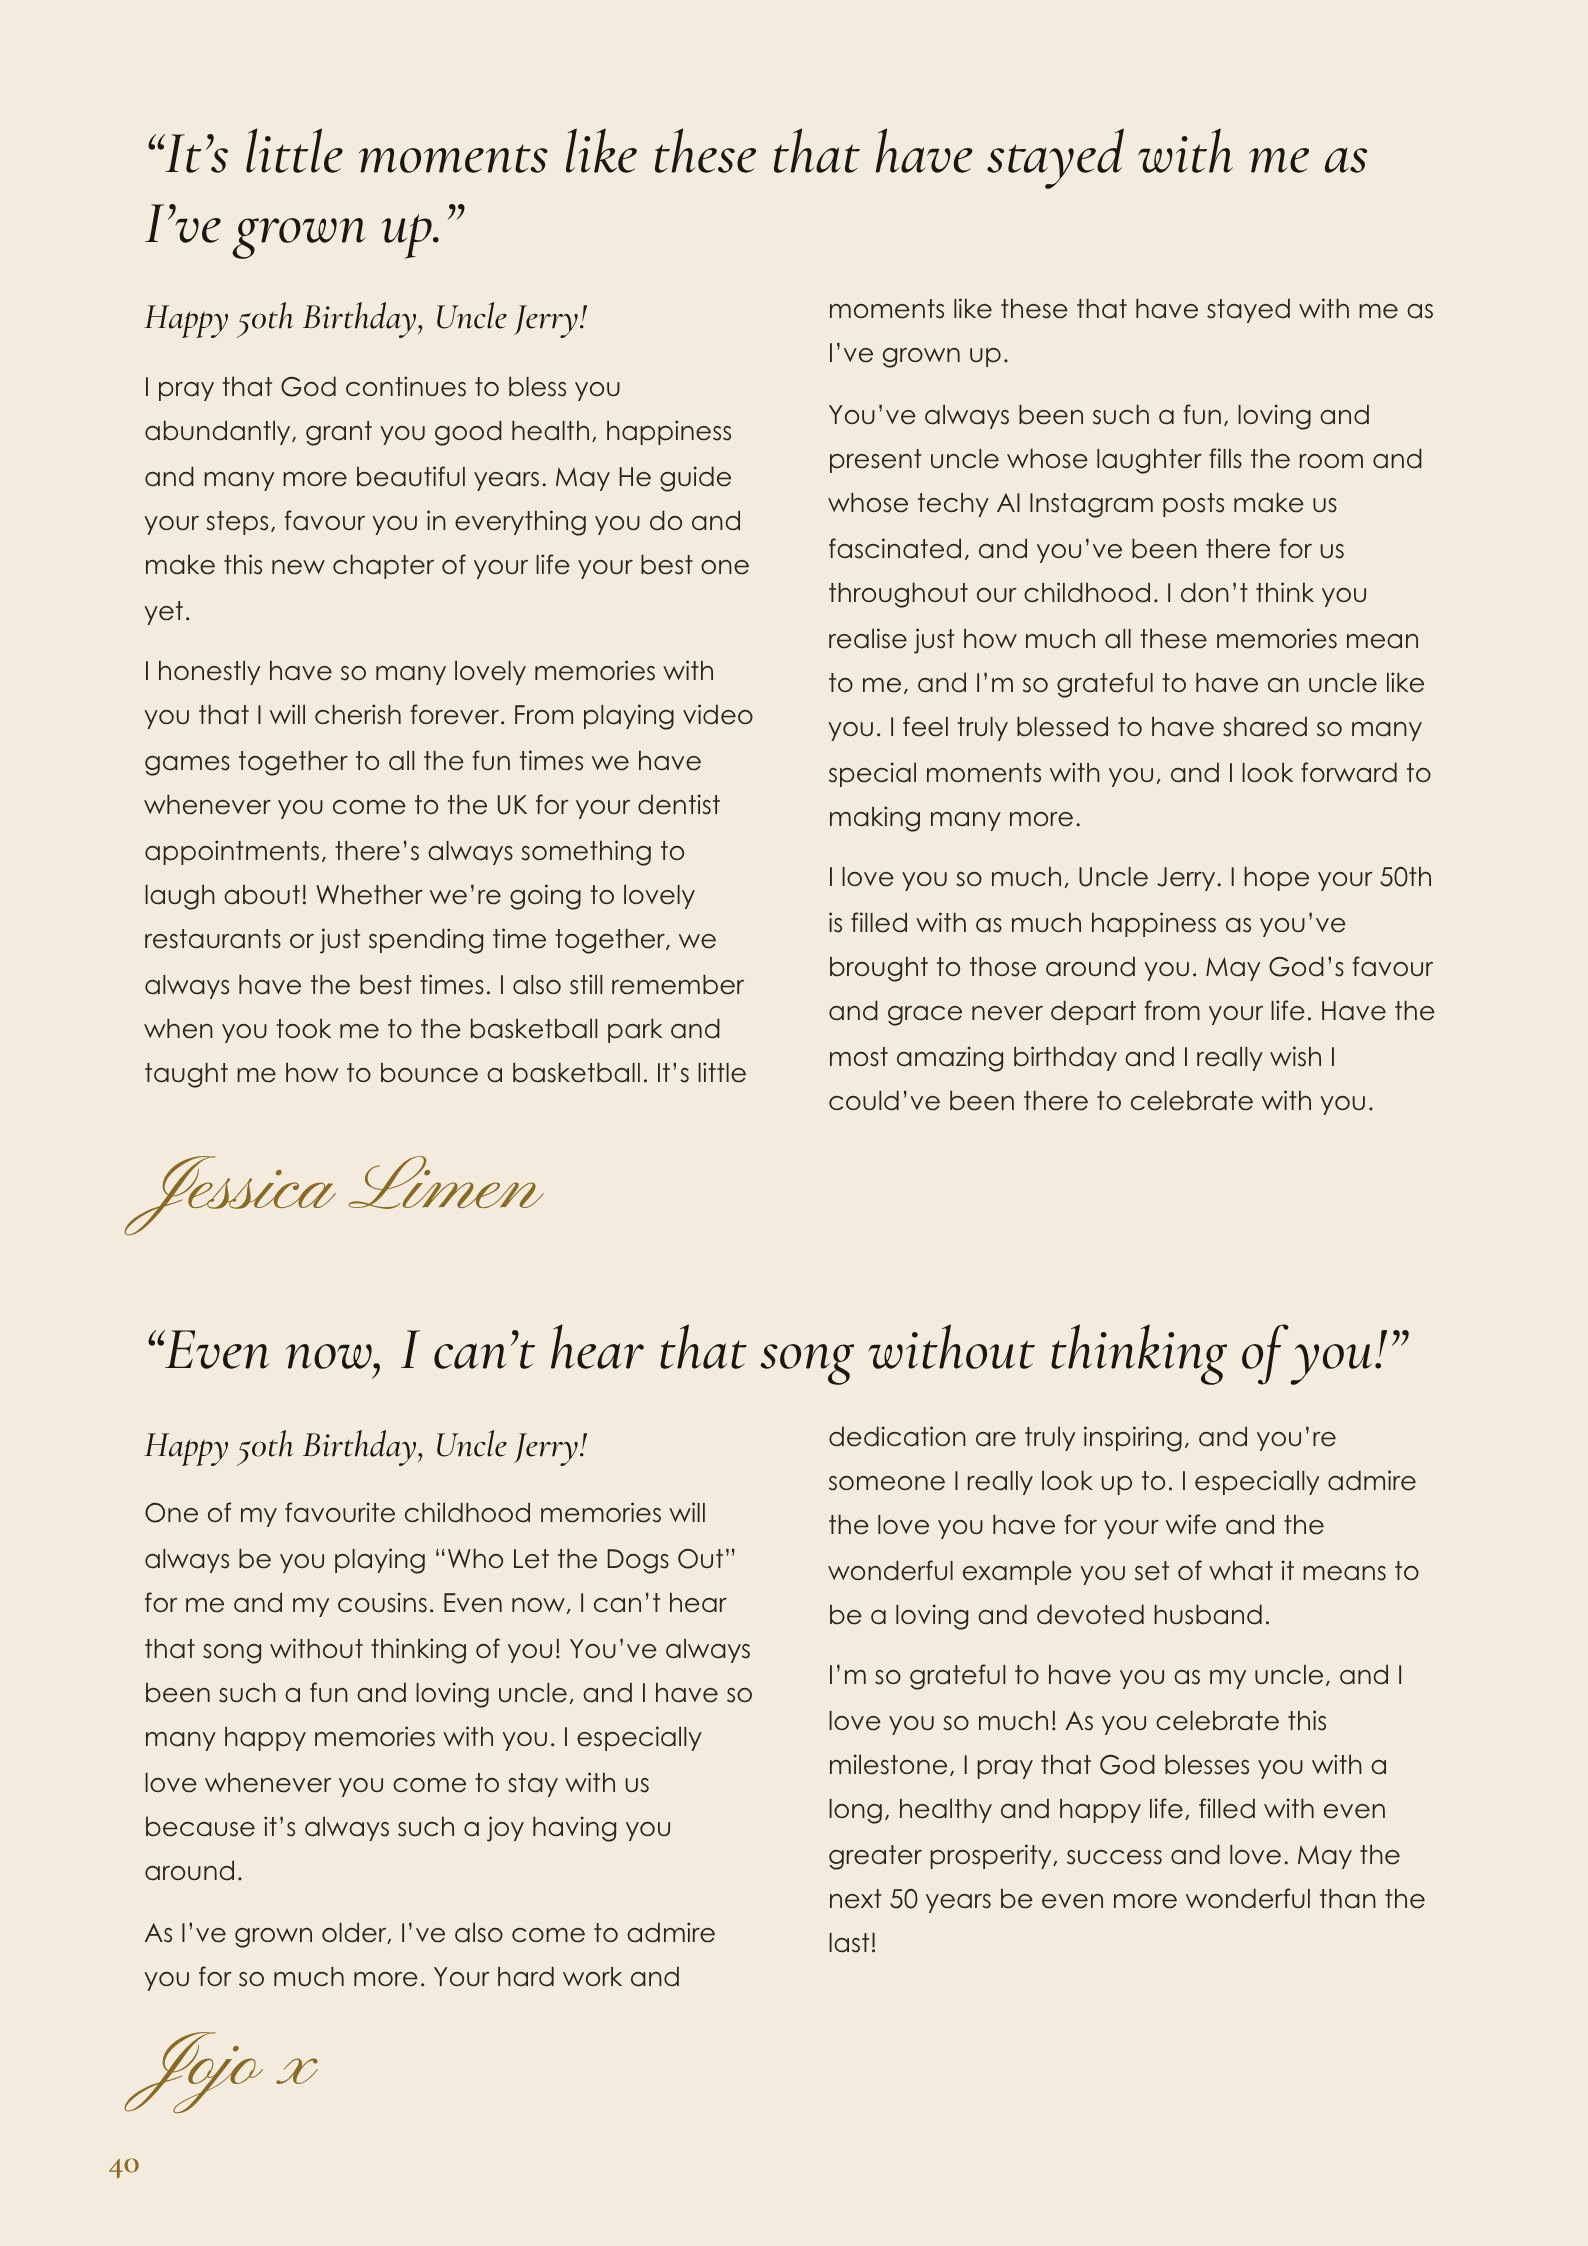 “It’s little moments like these that have stayed with me as
I’ve grown up.”
Happy 50th Birthday, Uncle Jerry!
I pray that God continues to bless you
abundantly, grant you good health, happiness
and many more beautiful years. May He guide
your steps, favour you in everything you do and
make this new chapter of your life your best one
yet.
I honestly have so many lovely memories with
you that I will cherish forever. From playing video
games together to all the fun times we have
whenever you come to the UK for your dentist
appointments, there’s always something to
laugh about! Whether we’re going to lovely
restaurants or just spending time together, we
always have the best times. I also still remember
when you took me to the basketball park and
taught me how to bounce a basketball. It’s little
moments like these that have stayed with me as
I’ve grown up.
You’ve always been such a fun, loving and
present uncle whose laughter fills the room and
whose techy AI Instagram posts make us
fascinated, and you’ve been there for us
throughout our childhood. I don’t think you
realise just how much all these memories mean
to me, and I’m so grateful to have an uncle like
you. I feel truly blessed to have shared so many
special moments with you, and I look forward to
making many more.
I love you so much, Uncle Jerry. I hope your 50th
is filled with as much happiness as you’ve
brought to those around you. May God’s favour
and grace never depart from your life. Have the
most amazing birthday and I really wish I
could’ve been there to celebrate with you.
Jessica Limen
“Even now, I can’t hear that song without thinking of you!”
Happy 50th Birthday, Uncle Jerry!
One of my favourite childhood memories will
always be you playing “Who Let the Dogs Out”
for me and my cousins. Even now, I can’t hear
that song without thinking of you! You’ve always
been such a fun and loving uncle, and I have so
many happy memories with you. I especially
love whenever you come to stay with us
because it’s always such a joy having you
around.
As I’ve grown older, I’ve also come to admire
you for so much more. Your hard work and
dedication are truly inspiring, and you’re
someone I really look up to. I especially admire
the love you have for your wife and the
wonderful example you set of what it means to
be a loving and devoted husband.
I’m so grateful to have you as my uncle, and I
love you so much! As you celebrate this
milestone, I pray that God blesses you with a
long, healthy and happy life, filled with even
greater prosperity, success and love. May the
next 50 years be even more wonderful than the
last!
Jojo x
40